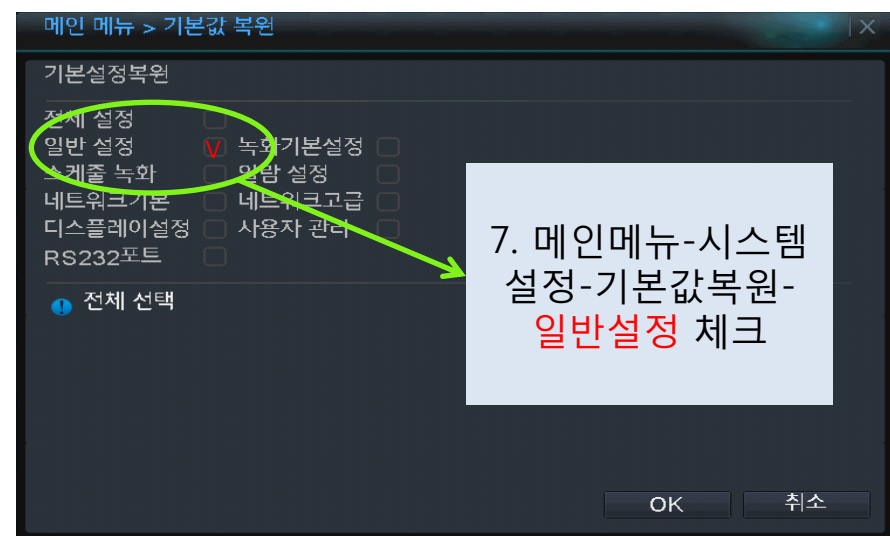 메인 메뉴 > 기본값 복원
기본설정복원
전체 설정
일반 설정 V 녹화기본설정
스케줄 녹화 알람 설정
네트워크기본 네트워크고급
디스플레이설정 사용자 관리
RS232포트
전체 선택
7. 메인메뉴-시스템
설정-기본값복원-
일반설정 체크
OK 취소